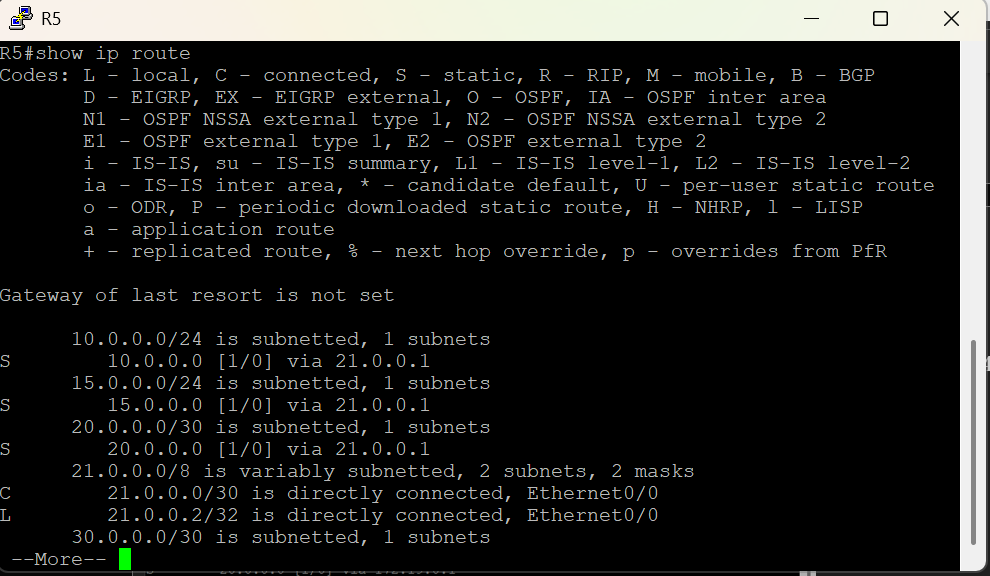 R5
R5#show ip route
Codes: L - local, C - connected, S - static, R - RIP, M - mobile, B - BGP
       D - EIGRP, EX - EIGRP external, O - OSPF, IA - OSPF inter area
       N1 - OSPF NSSA external type 1, N2 - OSPF NSSA external type 2
       E1 - OSPF external type 1, E2 - OSPF external type 2
       i - IS-IS, su - IS-IS summary, L1 - IS-IS level-1, L2 - IS-IS level-2
       ia - IS-IS inter area, * - candidate default, U - per-user static route
       o - ODR, P - periodic downloaded static route, H - NHRP, l - LISP
       a - application route
       + - replicated route, % - next hop override, p - overrides from PfR
Gateway of last resort is not set
      10.0.0.0/24 is subnetted, 1 subnets
S        10.0.0.0 [1/0] via 21.0.0.1
      15.0.0.0/24 is subnetted, 1 subnets
S        15.0.0.0 [1/0] via 21.0.0.1
      20.0.0.0/30 is subnetted, 1 subnets
S        20.0.0.0 [1/0] via 21.0.0.1
      21.0.0.0/8 is variably subnetted, 2 subnets, 2 masks
C        21.0.0.0/30 is directly connected, Ethernet0/0
L        21.0.0.2/32 is directly connected, Ethernet0/0
      30.0.0.0/30 is subnetted, 1 subnets
 --More--